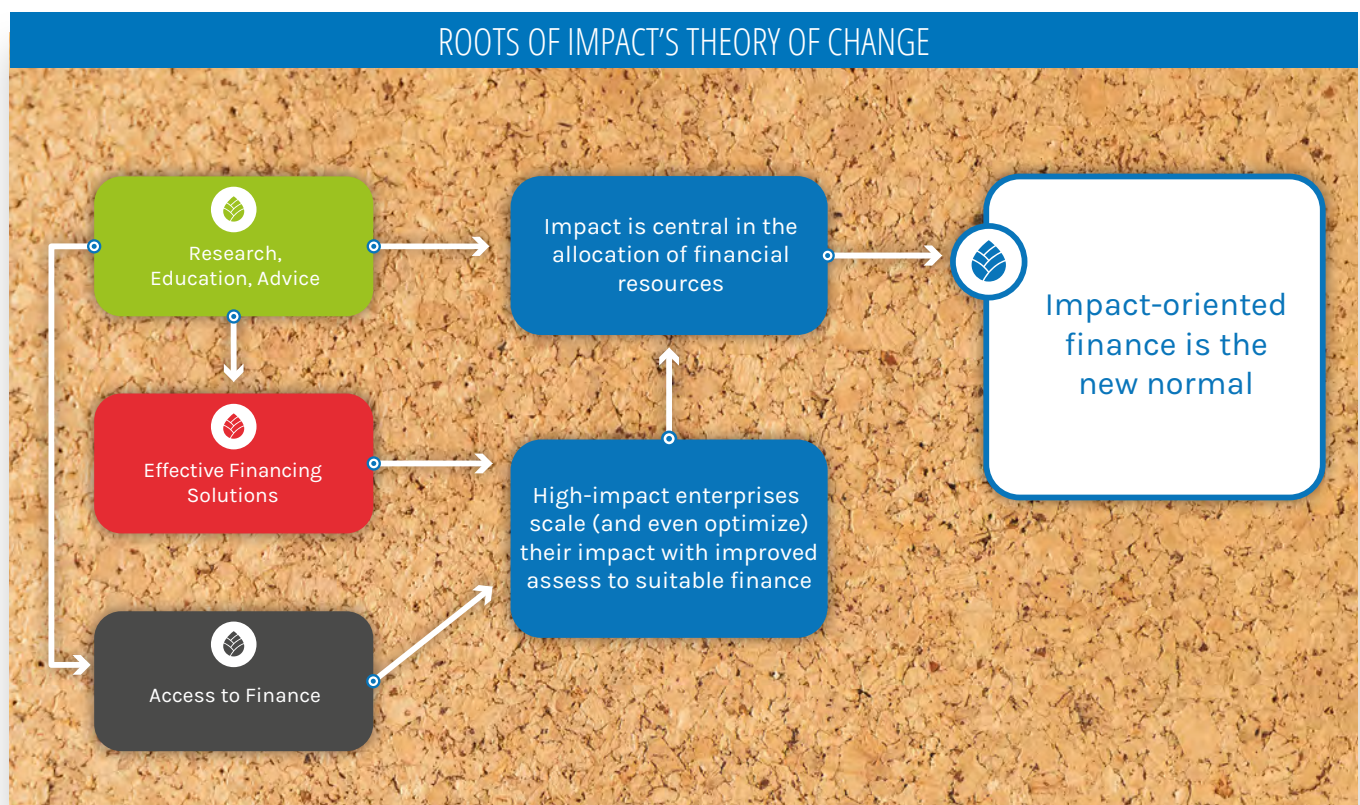 ROOTS OF IMPACT’S THEORY OF CHANGE
Research,
Education, Advice
Impact is central in the
allocation of financial
resources
Impact-oriented
finance is the
new normal
Effective Financing
Solutions
High-impact enterprises
scale (and even optimize)
their impact with improved
assess to suitable finance
Access to Finance